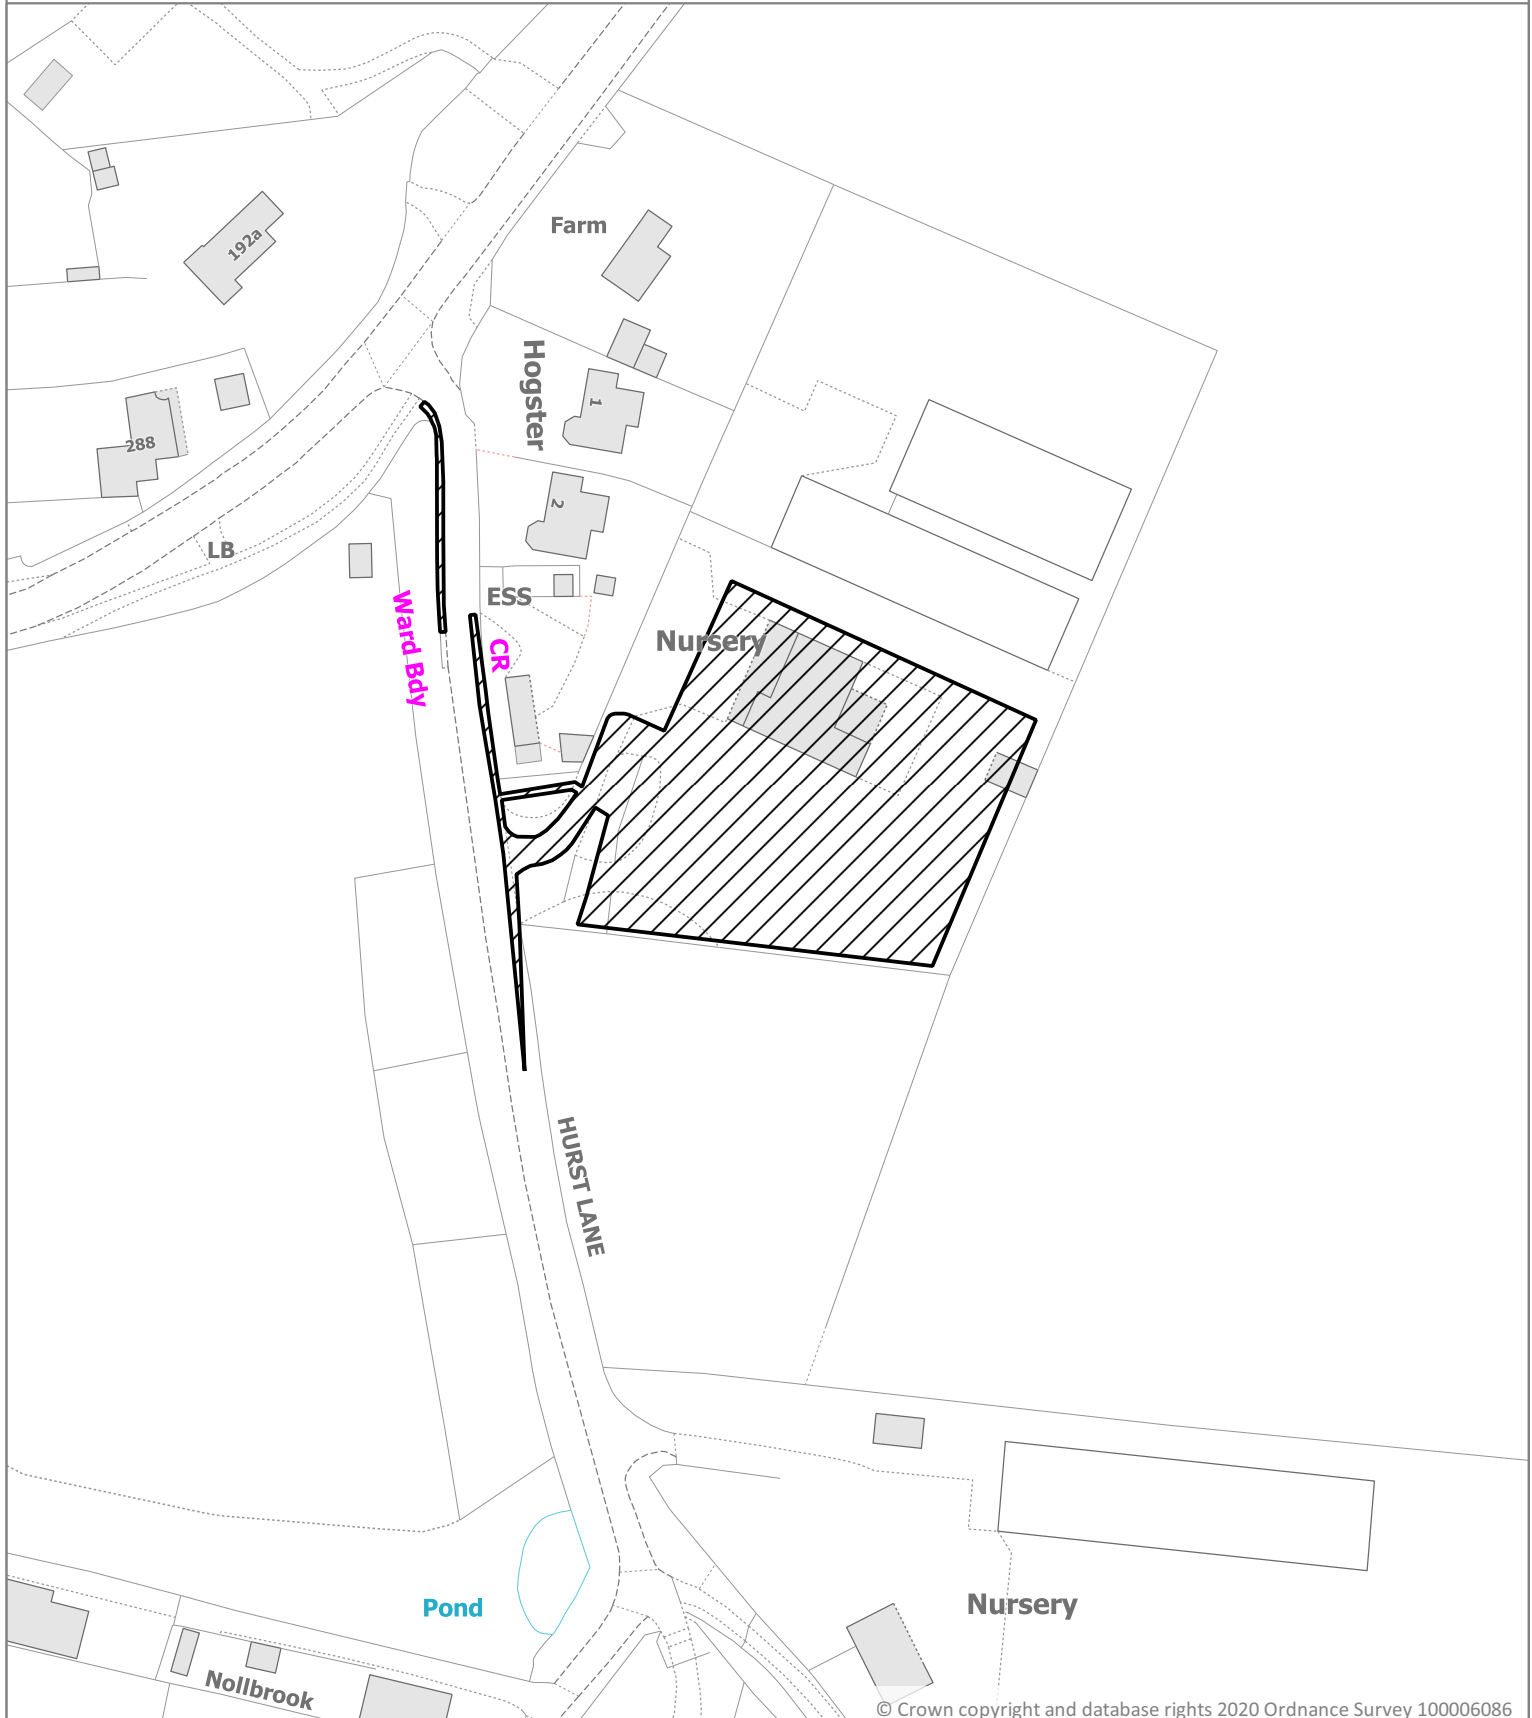 Farm
192a
Hogster
1
288
2
LB
ESS
Ward Bdy
CR
Nursery
HURST LANE
Pond
Nursery
Nollbrook
© Crown copyright and database rights 2020 Ordnance Survey 100006086